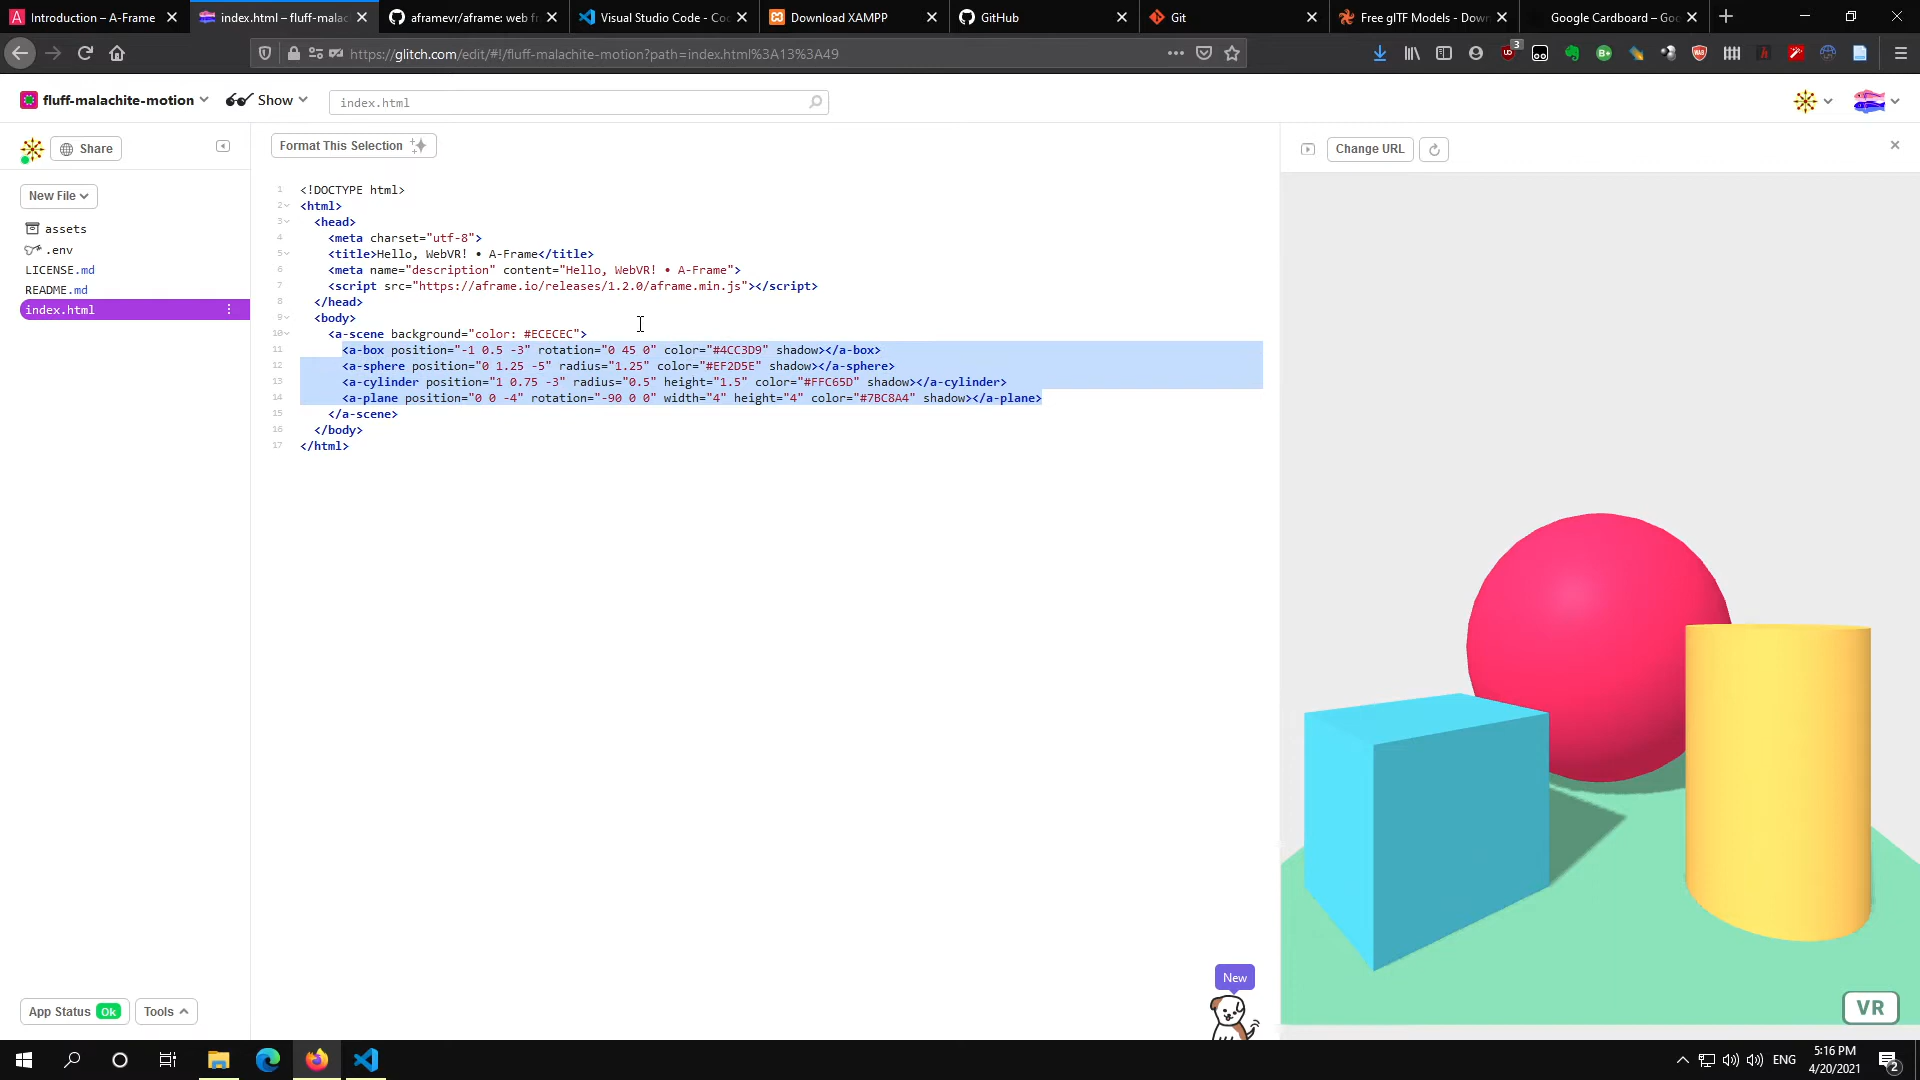 Introduction – A-Frame
index.html – fluff-malac
aframevr/aframe: web fr
Visual Studio Code - Co
Download XAMPP
GitHub
Git
Free glTF Models - Down
Google Cardboard – Goo
https://glitch.com/edit/#!/fluff-malachite-motion?path=index.html%3A13%3A49
3
fluff-malachite-motion
Show
index.html
Share
Format This Selection
Change URL
New File
assets
.env
LICENSE.md
README.md
index.html
1 <!DOCTYPE html>
2 <html>
3 <head>
4 <meta charset="utf-8">
5 <title>Hello, WebVR! • A-Frame</title>
6 <meta name="description" content="Hello, WebVR! • A-Frame">
7 <script src="https://aframe.io/releases/1.2.0/aframe.min.js"></script>
8 </head>
9 <body>
10 <a-scene background="color: #ECECEC">
11 <a-box position="-1 0.5 -3" rotation="0 45 0" color="#4CC3D9" shadow></a-box>
12 <a-sphere position="0 1.25 -5" radius="1.25" color="#EF2D5E" shadow></a-sphere>
13 <a-cylinder position="1 0.75 -3" radius="0.5" height="1.5" color="#FFC65D" shadow></a-cylinder>
14 <a-plane position="0 0 -4" rotation="-90 0 0" width="4" height="4" color="#7BC8A4" shadow></a-plane>
15 </a-scene>
16 </body>
17 </html>
New
VR
App Status Ok
Tools
ENG
5:16 PM
4/20/2021
2